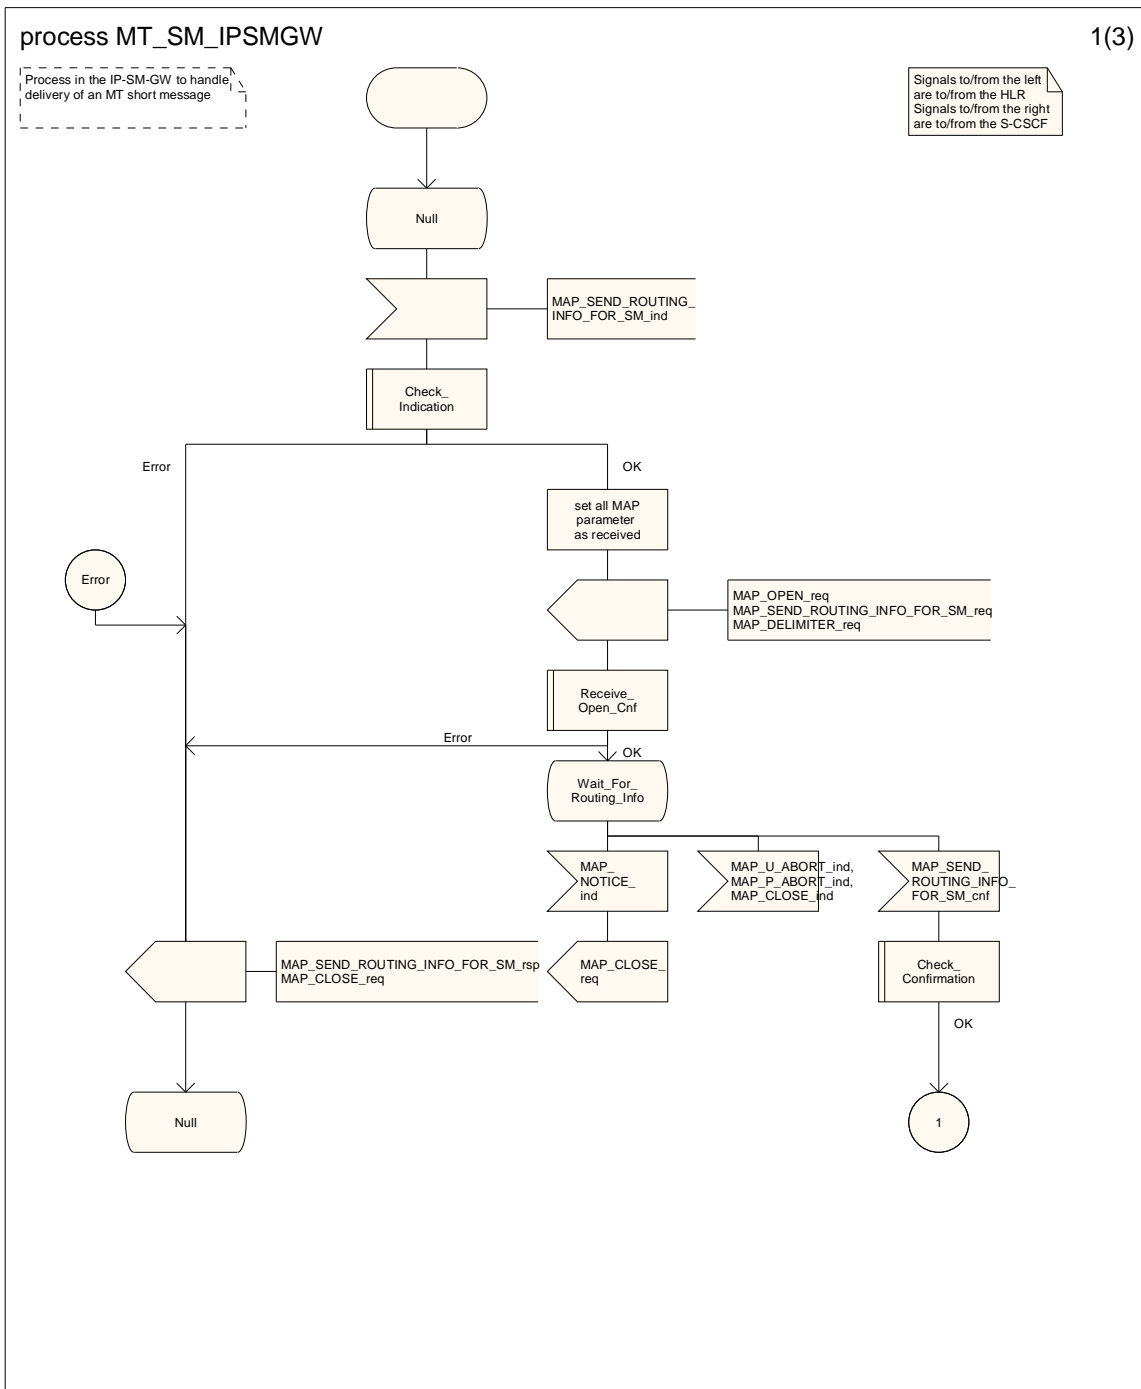 process MT_SM_IPSMGW
1(3)
Process in the IP-SM-GW to handle
delivery of an MT short message
Signals to/from the left
are to/from the HLR
Signals to/from the right
are to/from the S-CSCF
Null
MAP_SEND_ROUTING_
INFO_FOR_SM_ind
Check_
Indication
Error
OK
set all MAP
parameter
as received
Error
MAP_OPEN_req
MAP_SEND_ROUTING_INFO_FOR_SM_req
MAP_DELIMITER_req
Receive_
Open_Cnf
Error
OK
Wait_For_
Routing_Info
MAP_
NOTICE_
ind
MAP_U_ABORT_ind,
MAP_P_ABORT_ind,
MAP_CLOSE_ind
MAP_SEND_
ROUTING_INFO_
FOR_SM_cnf
MAP_SEND_ROUTING_INFO_FOR_SM_rsp
MAP_CLOSE_req
MAP_CLOSE_
req
Check_
Confirmation
OK
Null
1